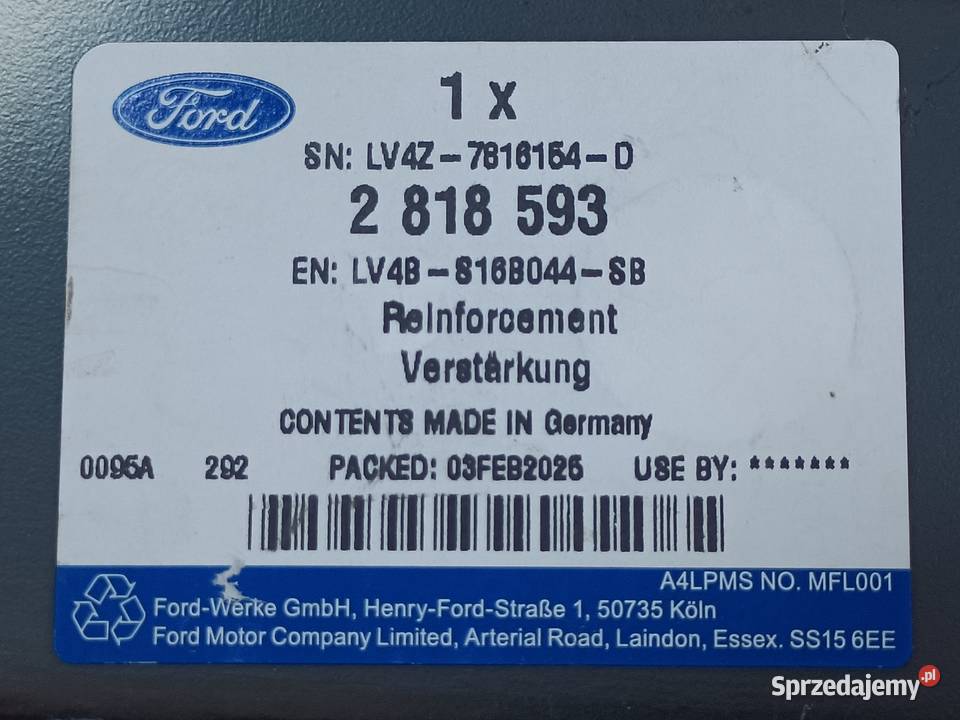 Ford
1 x
SN: LV4Z-7816154-D
2 818 593
EN: LV4B-S16B044-SB
Reinforcement
Verstärkung
CONTENTS MADE IN Germany
0095A 292 PACKED: 03FEB2025 USE BY: *******
A4LPMS NO. MFL001
Ford-Werke GmbH, Henry-Ford-Straße 1, 50735 Köln
Ford Motor Company Limited, Arterial Road, Laindon, Essex. SS15 6EE
Sprzedajemy.pl